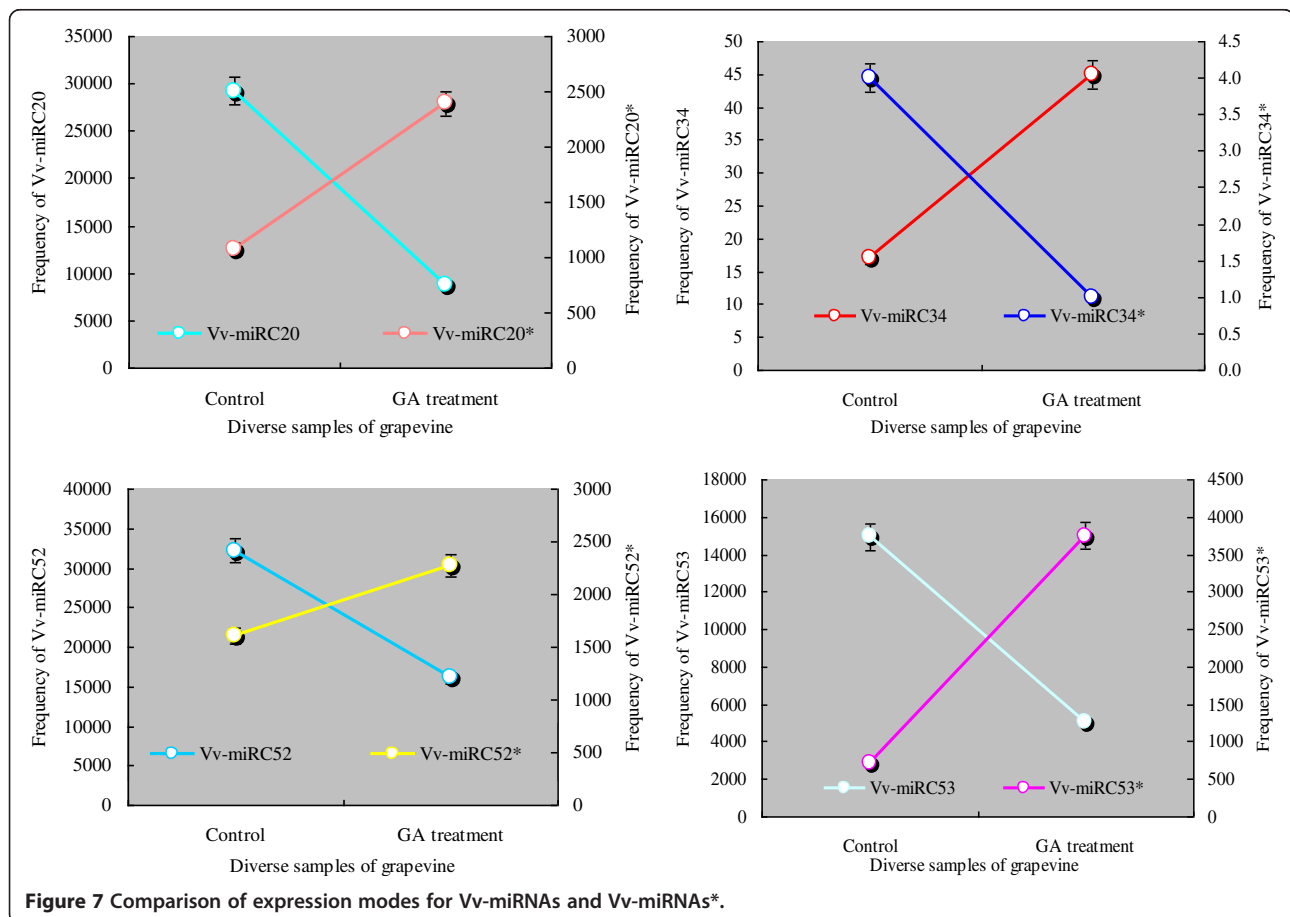 35000
30000
25000
20000
15000
10000
5000
0
Frequency of Vv-miRC20
3000
2500
2000
1500
1000
500
0
Frequency of Vv-miRC20*
Vv-miRC20
Vv-miRC20*
Control
GA treatment
Diverse samples of grapevine
50
45
40
35
30
25
20
15
10
5
0
Frequency of Vv-miRC34
4.5
4.0
3.5
3.0
2.5
2.0
1.5
1.0
0.5
0.0
Frequency of Vv-miRC34*
Vv-miRC34
Vv-miRC34*
Control
GA treatment
Diverse samples of grapevine
40000
35000
30000
25000
20000
15000
10000
5000
0
Frequency of Vv-miRC52
3000
2500
2000
1500
1000
500
0
Frequency of Vv-miRC52*
Vv-miRC52
Vv-miRC52*
Control
GA treatment
Diverse samples of grapevine
18000
16000
14000
12000
10000
8000
6000
4000
2000
0
Frequency of Vv-miRC53
4500
4000
3500
3000
2500
2000
1500
1000
500
0
Frequency of Vv-miRC53*
Vv-miRC53
Vv-miRC53*
Control
GA treatment
Diverse samples of grapevine
Figure 7 Comparison of expression modes for Vv-miRNAs and Vv-miRNAs*.